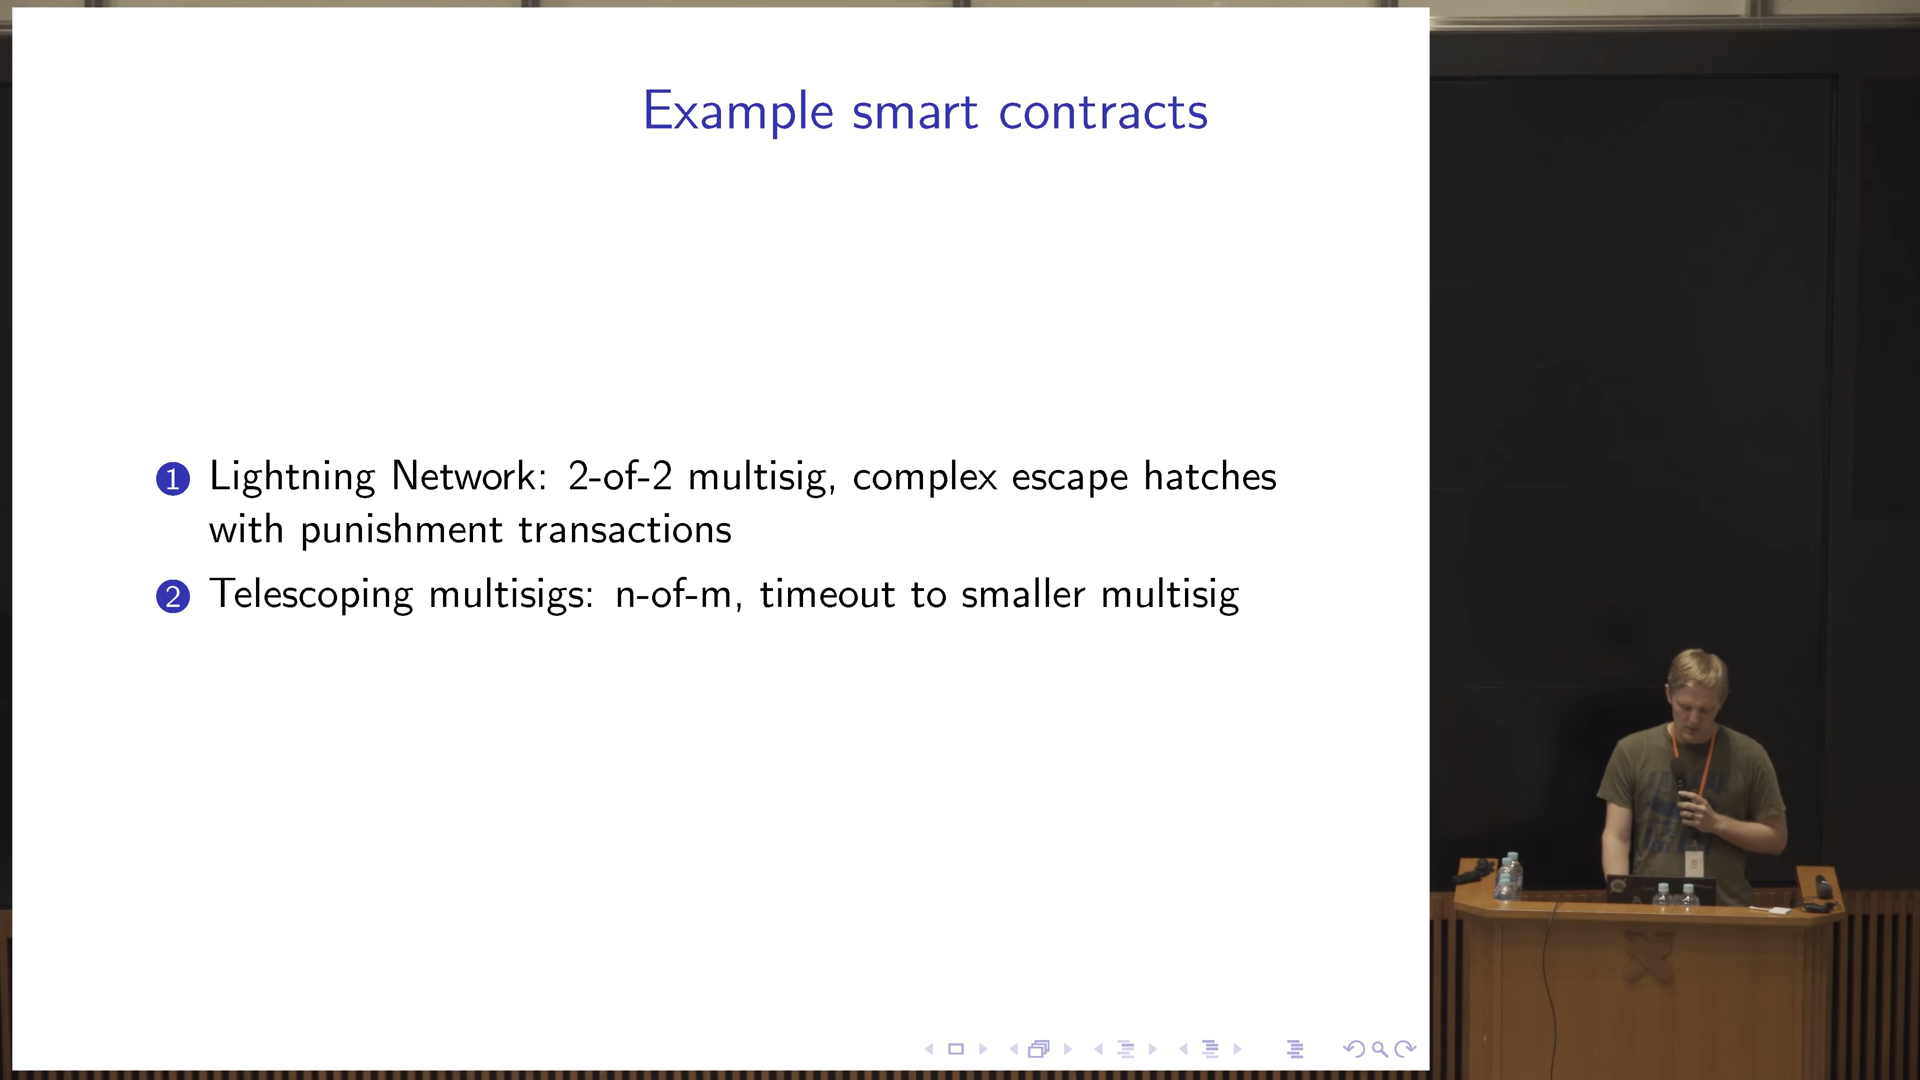 Example smart contracts
1 Lightning Network: 2-of-2 multisig, complex escape hatches
with punishment transactions
2 Telescoping multisigs: n-of-m, timeout to smaller multisig